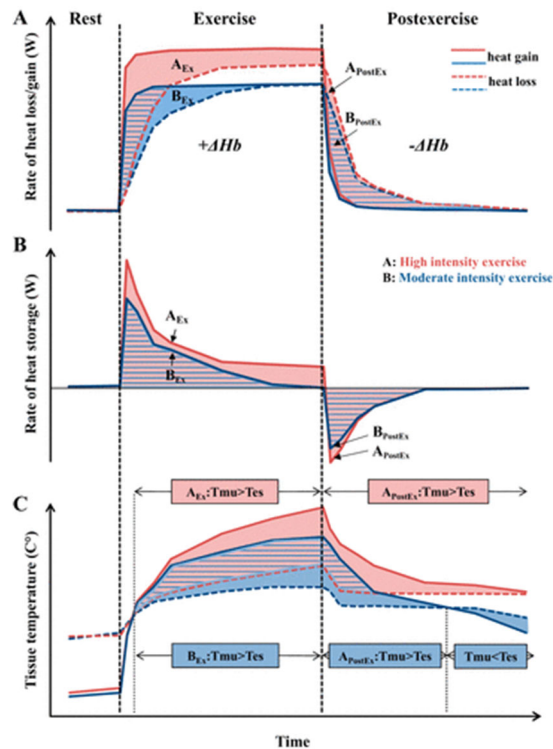 Rest Exercise Postexercise
A
Rate of heat loss/gain (W)
A_Ex
B_Ex
+ΔHb
A_PostEx
B_PostEx
-ΔHb
heat gain
heat loss
B
Rate of heat storage (W)
A: High intensity exercise
B: Moderate intensity exercise
A_Ex
B_Ex
B_PostEx
A_PostEx
C
Tissue temperature (C°)
A_Ex:Tmu>Tes
A_PostEx:Tmu>Tes
B_Ex:Tmu>Tes
A_PostEx:Tmu>Tes
Tmu<Tes
Time